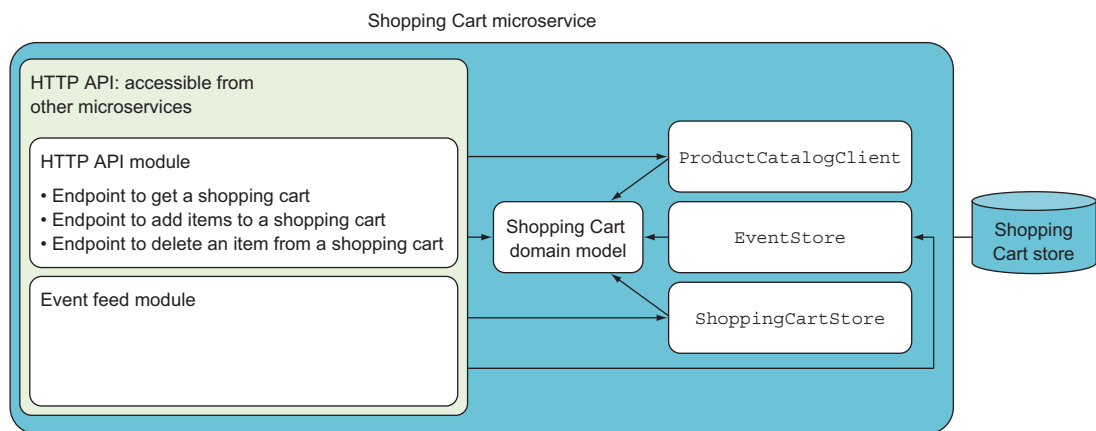 Shopping Cart microservice
HTTP API: accessible from
other microservices
HTTP API module
• Endpoint to get a shopping cart
• Endpoint to add items to a shopping cart
• Endpoint to delete an item from a shopping cart
Event feed module
Shopping Cart
domain model
ProductCatalogClient
EventStore
ShoppingCartStore
Shopping
Cart store